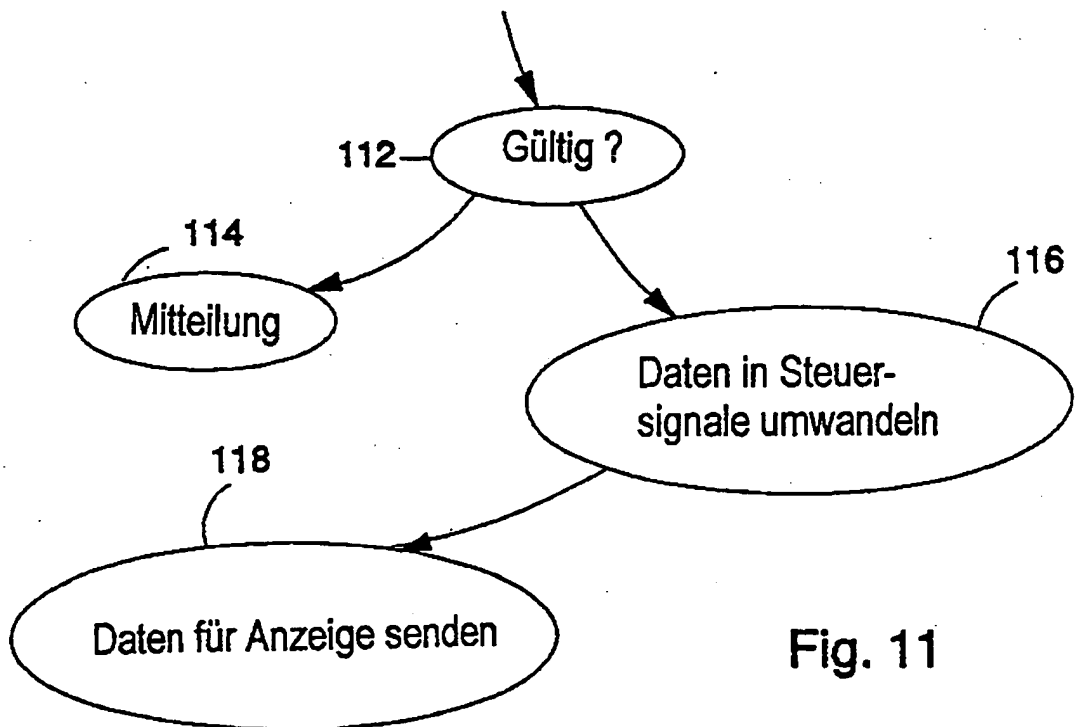 112
Gültig ?
114
Mitteilung
116
Daten in Steuer-
signale umwandeln
118
Daten für Anzeige senden
Fig. 11